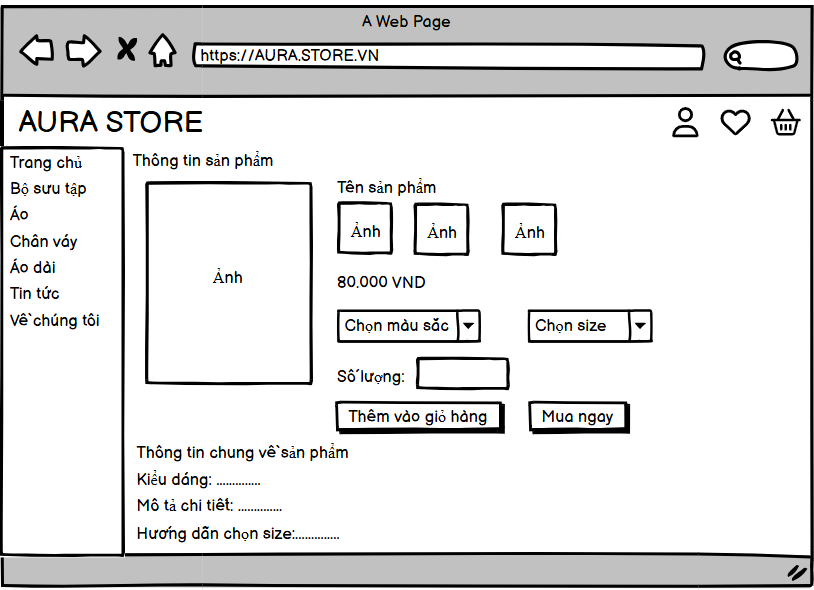 A Web Page
https://AURA.STORE.VN
AURA STORE
Trang chủ
Bộ sưu tập
Áo
Chân váy
Áo dài
Tin tức
Về chúng tôi
Thông tin sản phẩm
Ảnh
Tên sản phẩm
Ảnh Ảnh Ảnh
80.000 VND
Chọn màu sắc Chọn size
Số lượng:
Thêm vào giỏ hàng Mua ngay
Thông tin chung về sản phẩm
Kiểu dáng: ..............
Mô tả chi tiết: ..............
Hướng dẫn chọn size:..............